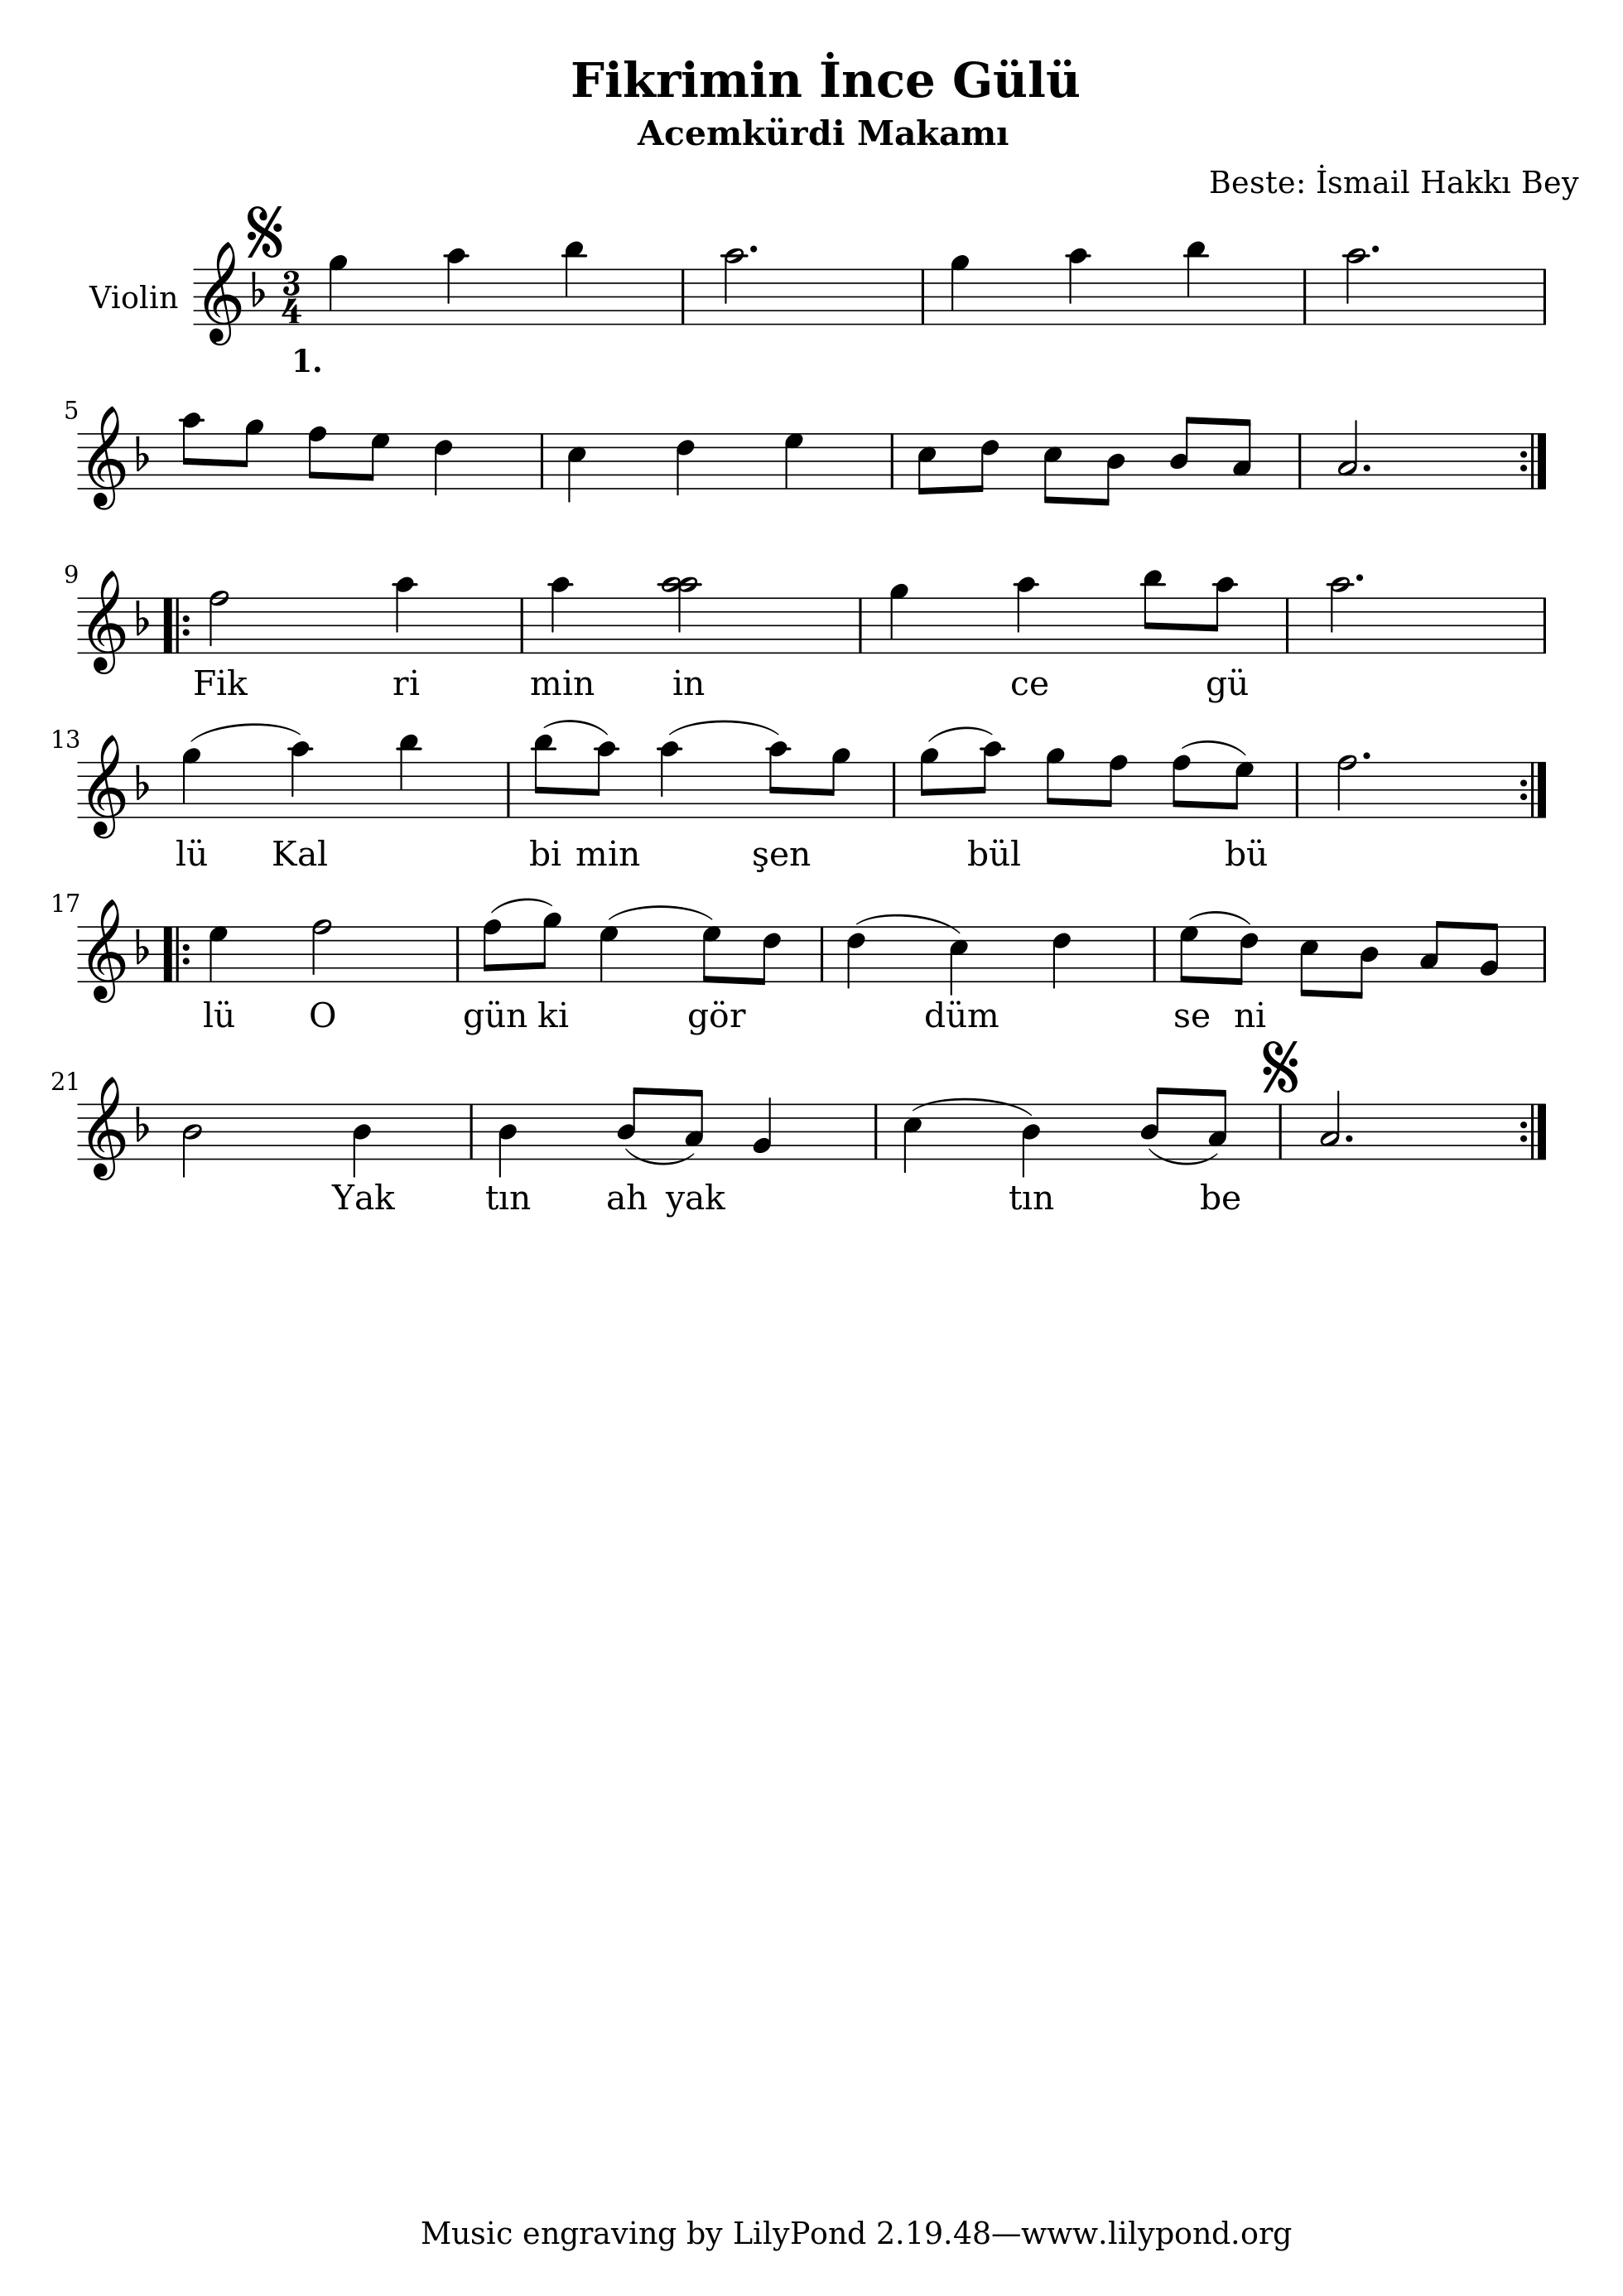 Fikrimin İnce Gülü
Acemkürdi Makamı
Beste: İsmail Hakkı Bey
Violin
3
4
1.
5
9
Fik ri min in ce gü
13
lü Kal bi min şen bül bü
17
lü O gün ki gör düm se ni
21
Yak tın ah yak tın be
Music engraving by LilyPond 2.19.48—www.lilypond.org